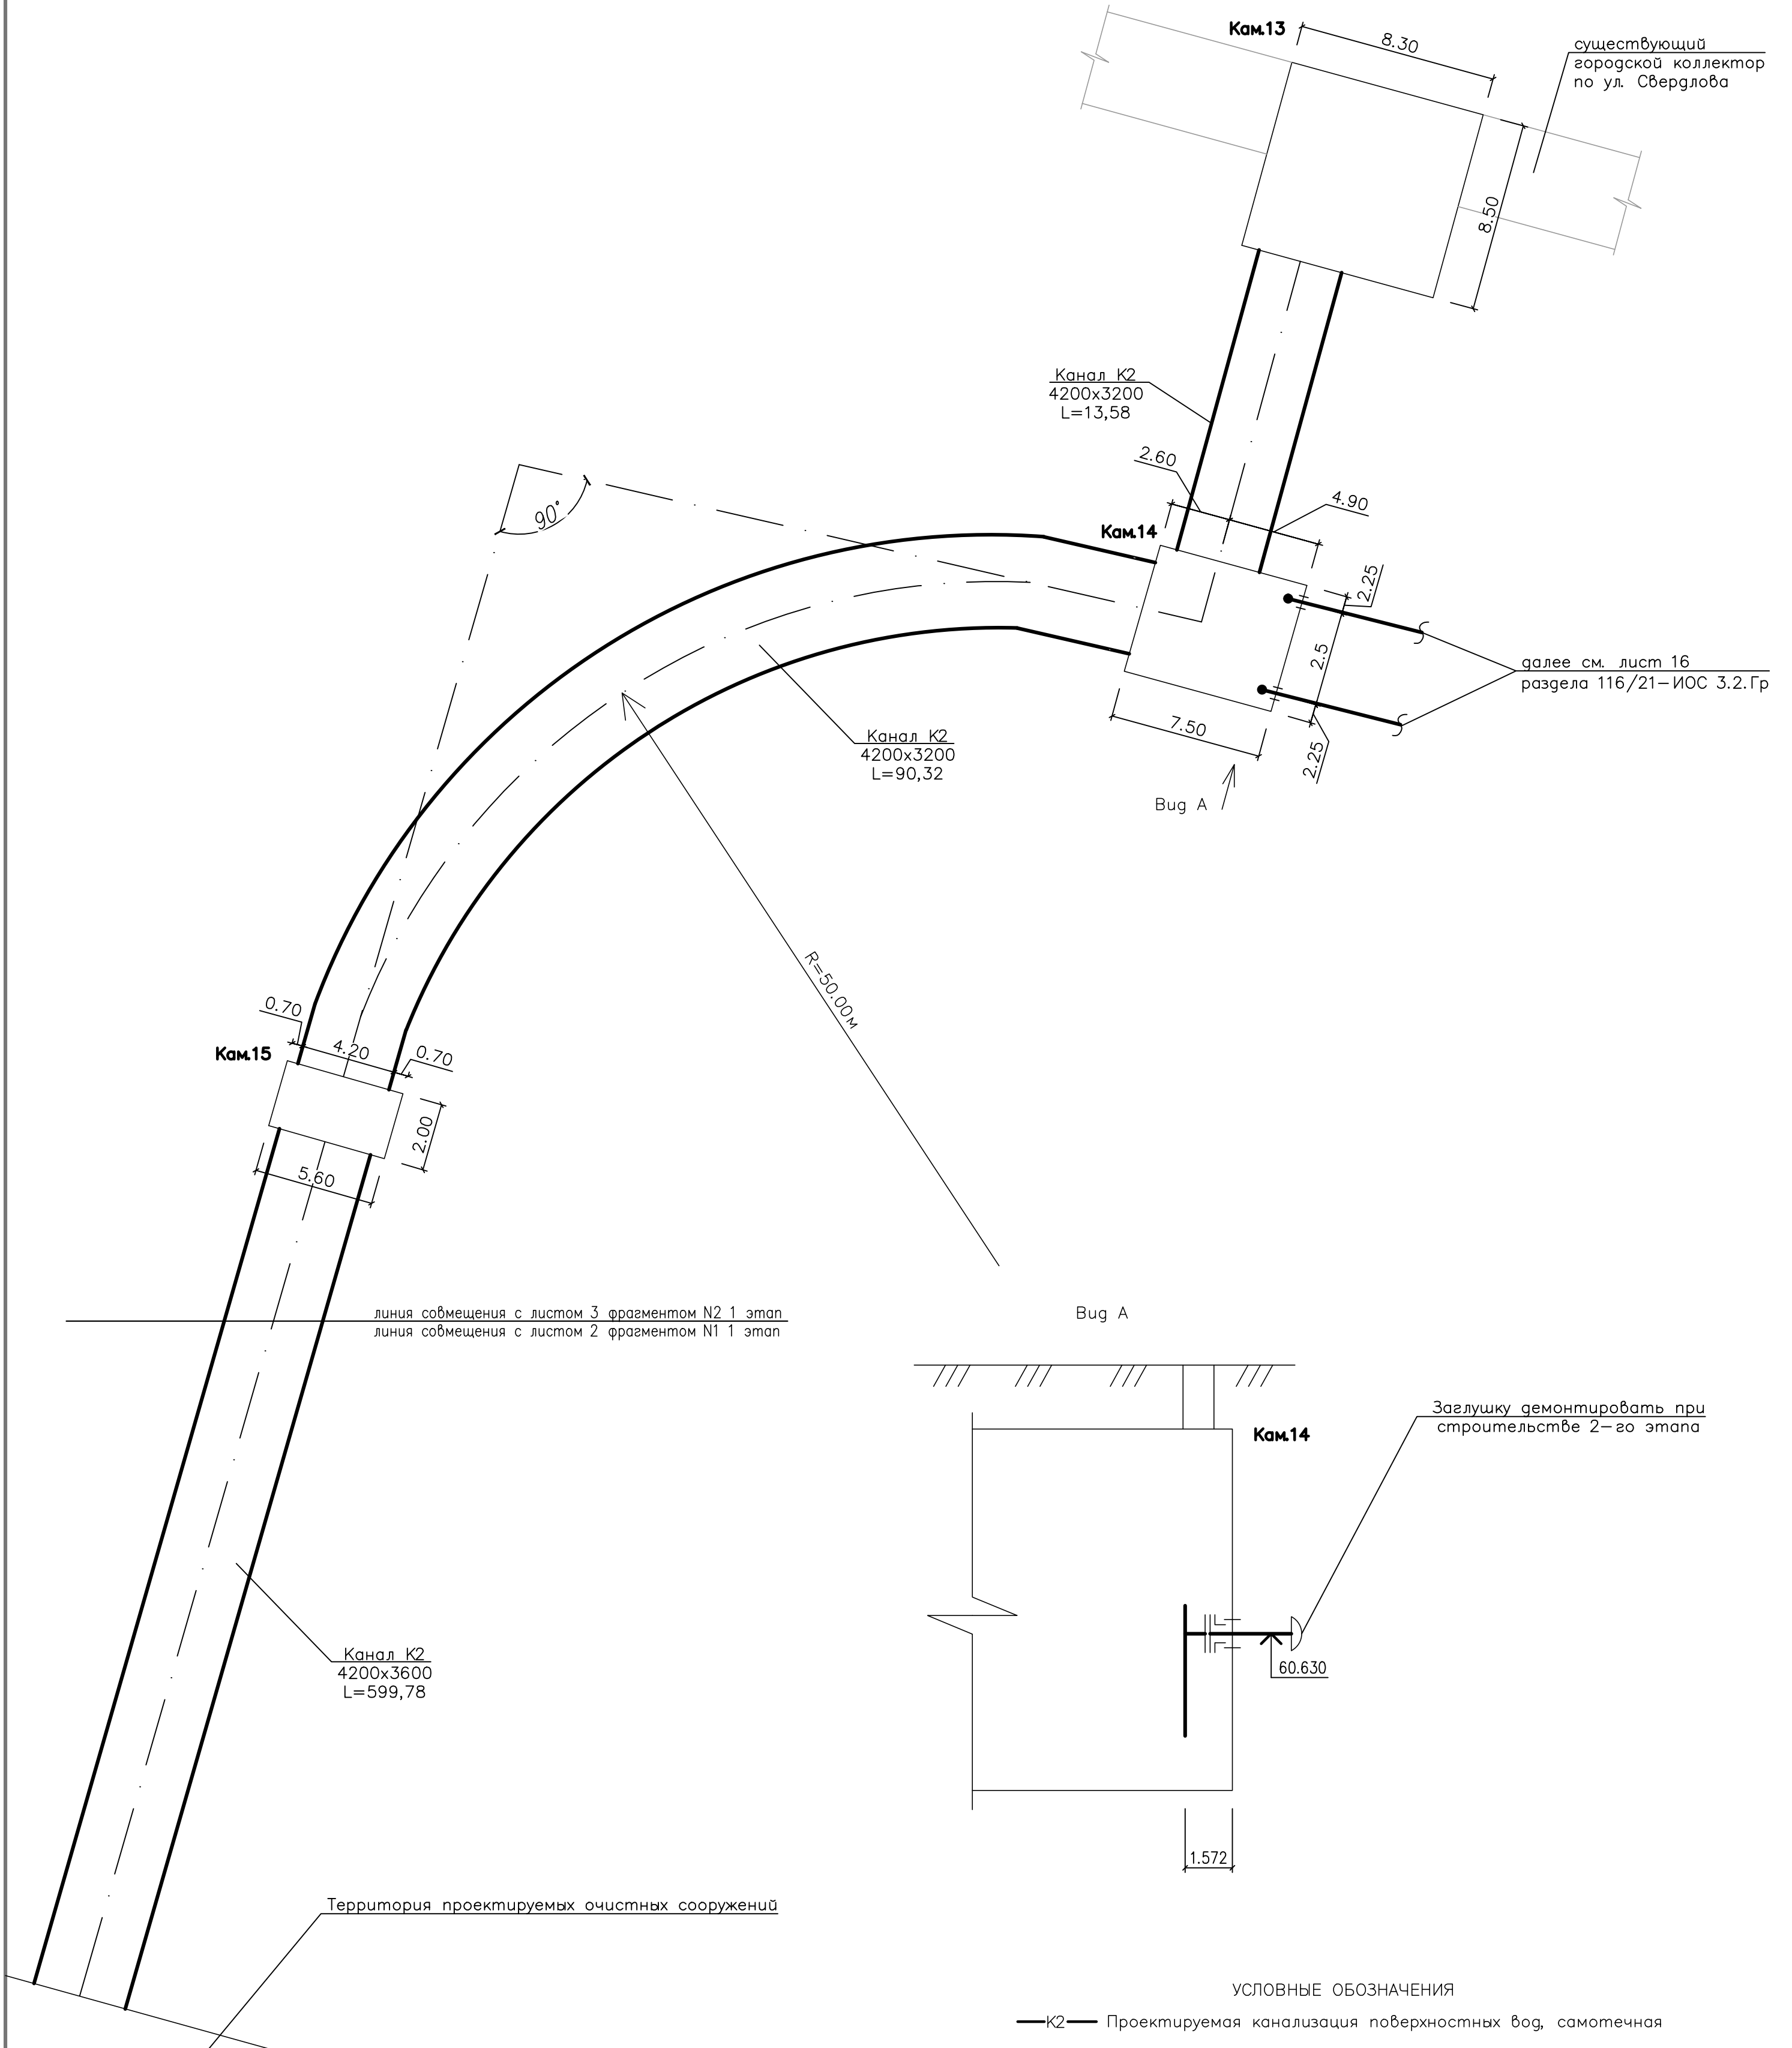 Кам.13
8.30
существующий
городской коллектор
по ул. Свердлова
8.50
Канал К2
4200х3200
L=13,58
2.60
4.90
90°
Кам.14
2.25
2.5
далее см. лист 16
раздела 116/21-ИОС 3.2.Гр
7.50
2.25
Канал К2
4200х3200
L=90,32
Вид А
R=50.00м
0.70
4.20
0.70
Кам.15
2.00
5.60
линия совмещения с листом 3 фрагментом N2 1 этап
линия совмещения с листом 2 фрагментом N1 1 этап
Вид А
Заглушку демонтировать при
строительстве 2-го этапа
Кам.14
60.630
Канал К2
4200х3600
L=599,78
1.572
Территория проектируемых очистных сооружений
УСЛОВНЫЕ ОБОЗНАЧЕНИЯ
К2 Проектируемая канализация поверхностных вод, самотечная